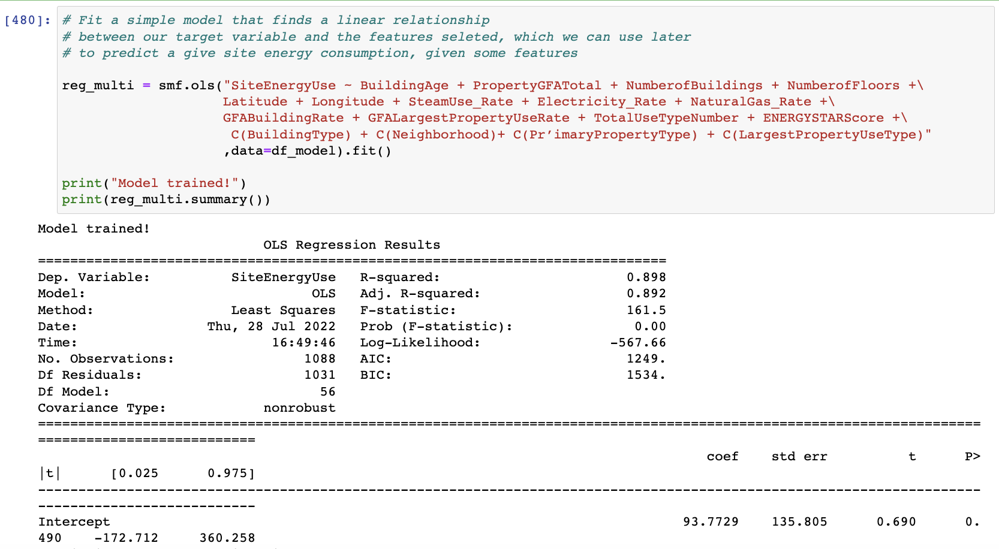 [480]: # Fit a simple model that finds a linear relationship
# between our target variable and the features seleted, which we can use later
# to predict a give site energy consumption, given some features
reg_multi = smf.ols("SiteEnergyUse ~ BuildingAge + PropertyGFATotal + NumberofBuildings + NumberofFloors +\
Latitude + Longitude + SteamUse_Rate + Electricity_Rate + NaturalGas_Rate +\
GFABuildingRate + GFALargestPropertyUseRate + TotalUseTypeNumber + ENERGYSTARScore +\
C(BuildingType) + C(Neighborhood)+ C(Pr’imaryPropertyType) + C(LargestPropertyUseType)"
,data=df_model).fit()
print("Model trained!")
print(reg_multi.summary())
Model trained!
OLS Regression Results
==============================================================================
Dep. Variable: SiteEnergyUse R-squared: 0.898
Model: OLS Adj. R-squared: 0.892
Method: Least Squares F-statistic: 161.5
Date: Thu, 28 Jul 2022 Prob (F-statistic): 0.00
Time: 16:49:46 Log-Likelihood: -567.66
No. Observations: 1088 AIC: 1249.
Df Residuals: 1031 BIC: 1534.
Df Model: 56
Covariance Type: nonrobust
=====================================================================================================================
===========================
coef std err t P>
|t| [0.025 0.975]
---------------------------------------------------------------------------------------------------------------------
---------------------------
Intercept 93.7729 135.805 0.690 0.
490 -172.712 360.258